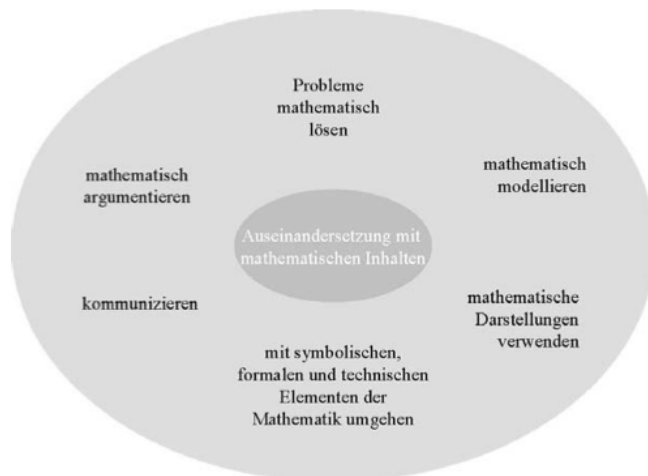 Probleme
mathematisch
lösen
mathematisch
argumentieren
mathematisch
modellieren
Auseinandersetzung mit
mathematischen Inhalten
kommunizieren
mathematische
Darstellungen
verwenden
mit symbolischen,
formalen und technischen
Elementen der
Mathematik umgehen